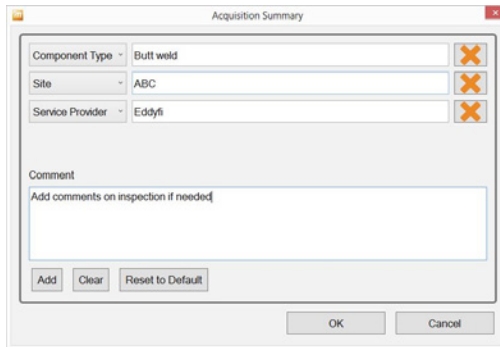 Acquisition Summary
Component Type Butt weld
Site ABC
Service Provider Eddyfi
Comment
Add comments on inspection if needed
Add Clear Reset to Default
OK Cancel